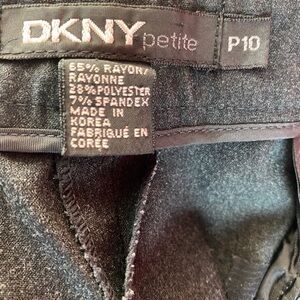 DKNY petite P10
65% RAYON/
RAYONNE
28% POLYESTER
7% SPANDEX
MADE IN
KOREA
FABRIQUÉ EN
CORÉE